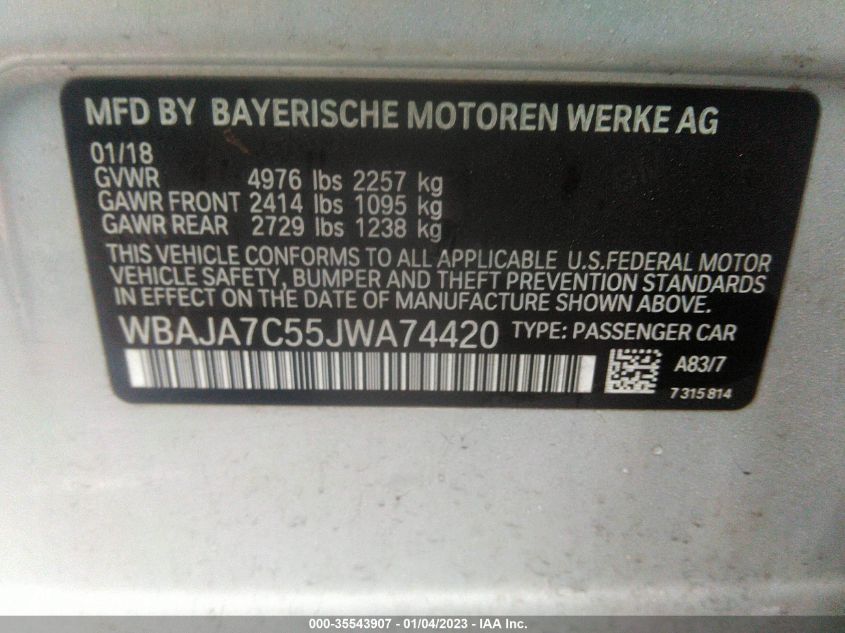 MFD BY BAYERISCHE MOTOREN WERKE AG
01/18
GVWR 4976 lbs 2257 kg
GAWR FRONT 2414 lbs 1095 kg
GAWR REAR 2729 lbs 1238 kg
THIS VEHICLE CONFORMS TO ALL APPLICABLE U.S.FEDERAL MOTOR
VEHICLE SAFETY, BUMPER AND THEFT PREVENTION STANDARDS
IN EFFECT ON THE DATE OF MANUFACTURE SHOWN ABOVE.
WBAJA7C55JWA74420 TYPE: PASSENGER CAR
A83/7
7 315 814
000-35543907 - 01/04/2023 - IAA Inc.